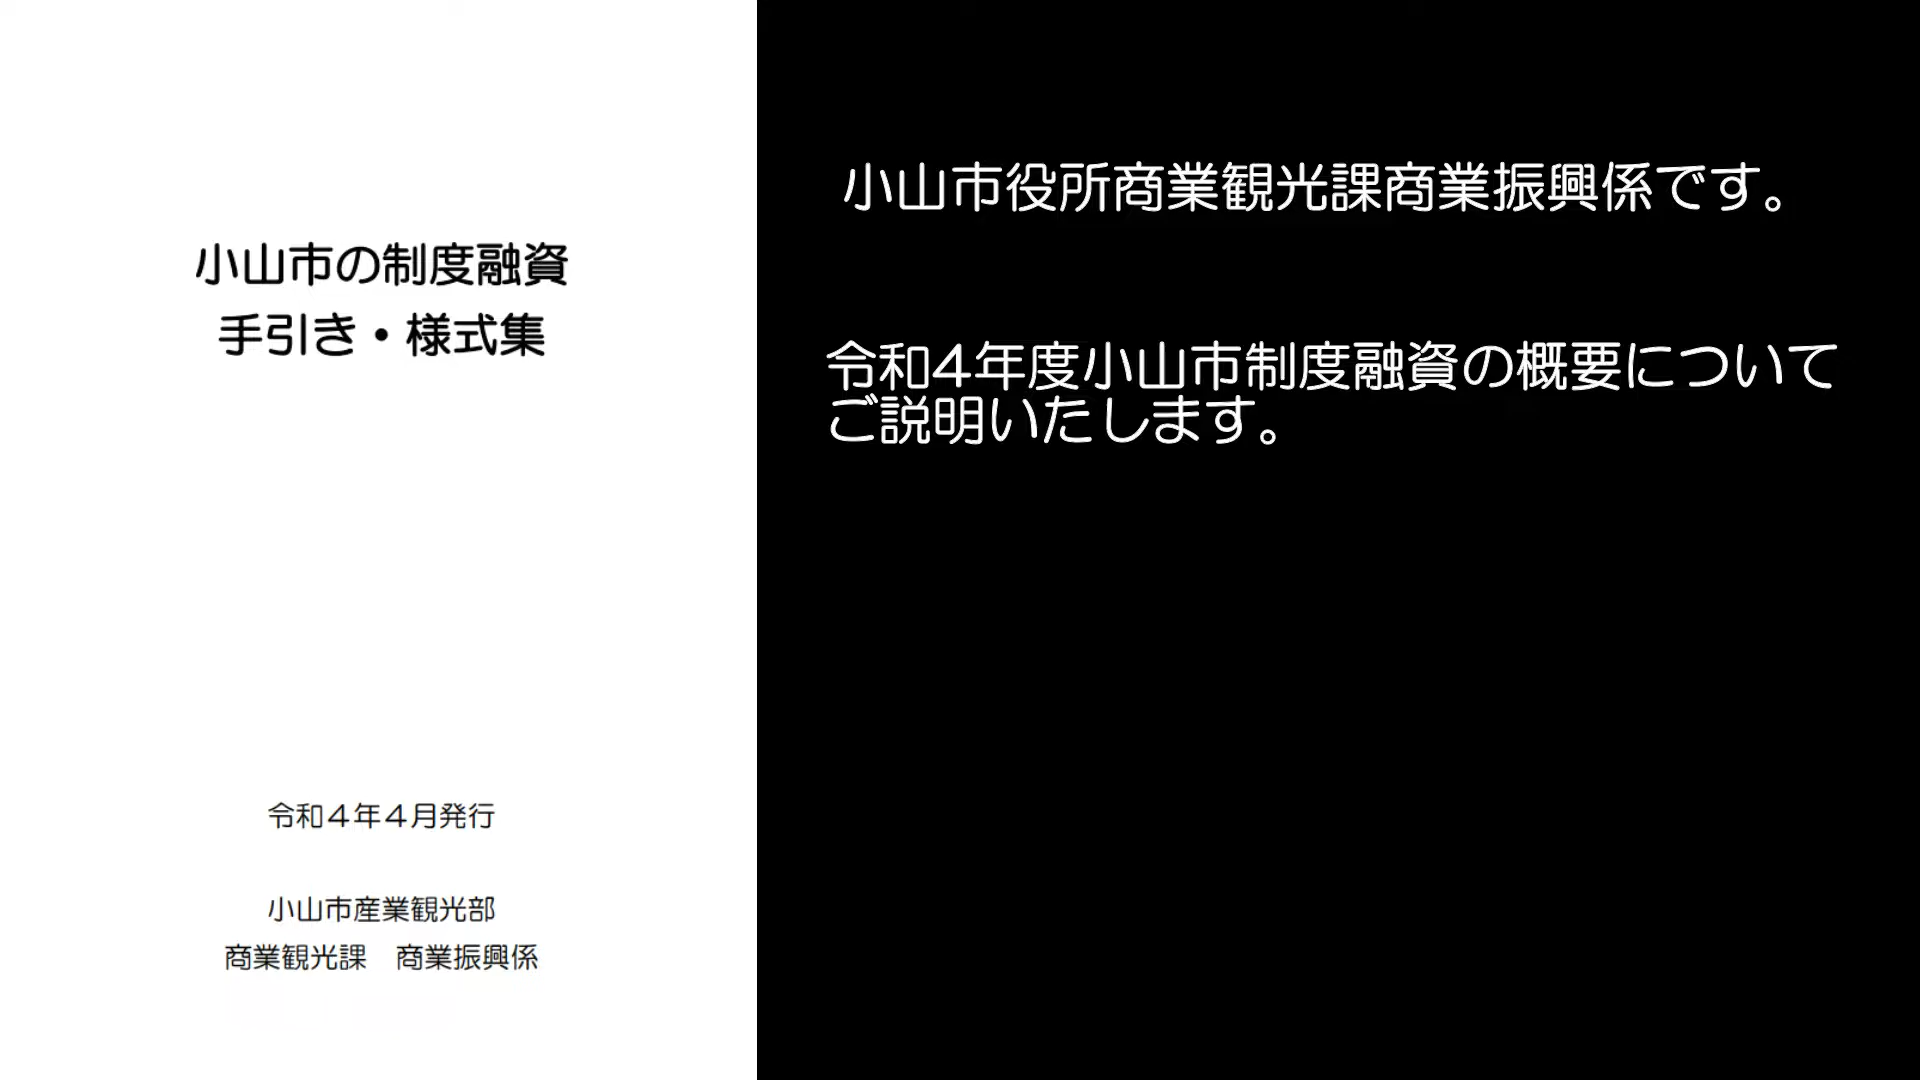 小山市の制度融資
手引き・様式集
令和４年４月発行
小山市産業観光部
商業観光課　商業振興係
小山市役所商業観光課商業振興係です。
令和4年度小山市制度融資の概要について
ご説明いたします。